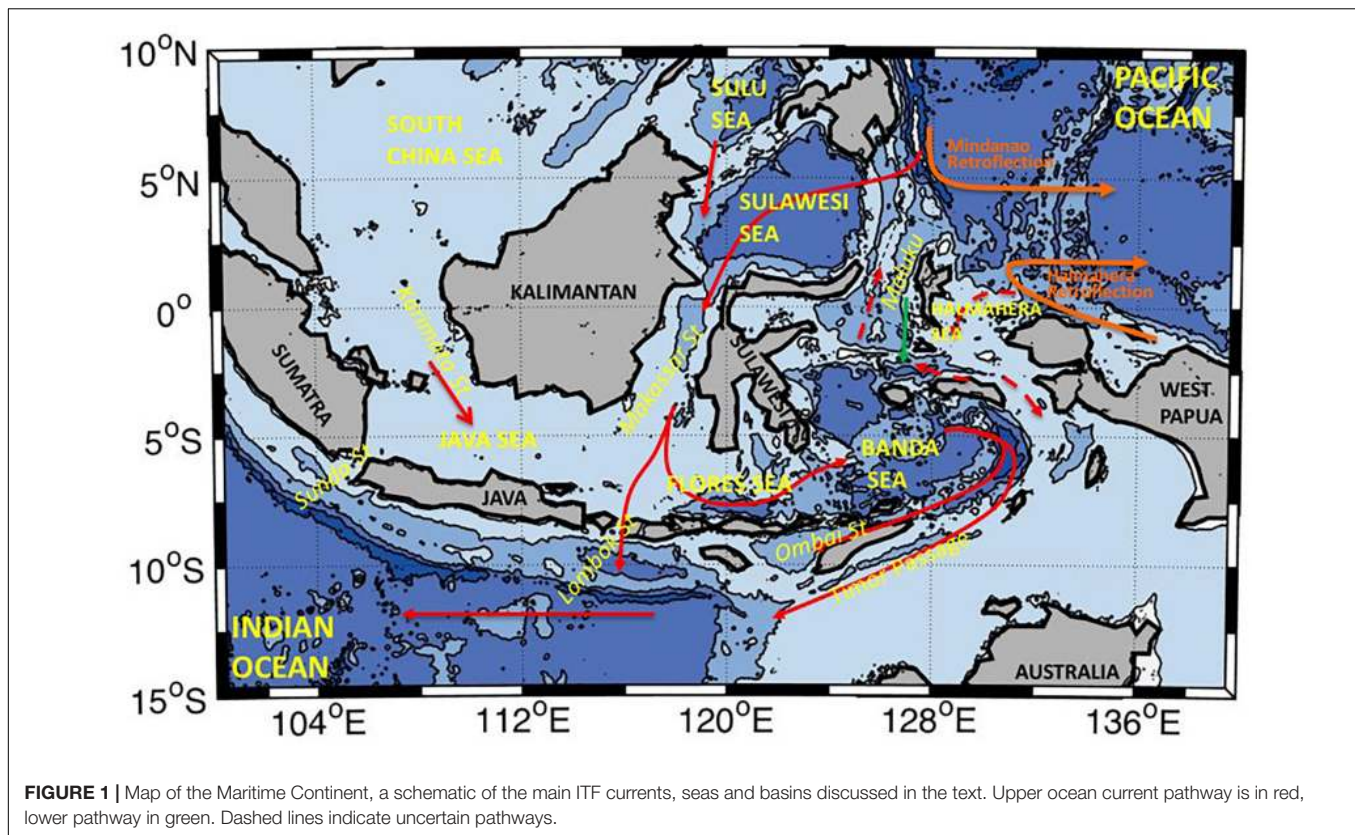 10°N
5°N
0°
5°S
10°S
15°S
104°E
112°E
120°E
128°E
136°E
SULU
SEA
PACIFIC
OCEAN
SOUTH
CHINA SEA
Mindanao
Retroflection
SULAWESI
SEA
Maluku
Halmahera
Retroflection
KALIMANTAN
HALMAHERA
SEA
Karimata St
Makassar St
SULAWESI
SUMATRA
WEST
PAPUA
JAVA SEA
BANDA
SEA
FLORES SEA
Sunda St
JAVA
Ombai St
Lombok St
Timor Passage
INDIAN
OCEAN
AUSTRALIA
FIGURE 1 | Map of the Maritime Continent, a schematic of the main ITF currents, seas and basins discussed in the text. Upper ocean current pathway is in red,
lower pathway in green. Dashed lines indicate uncertain pathways.